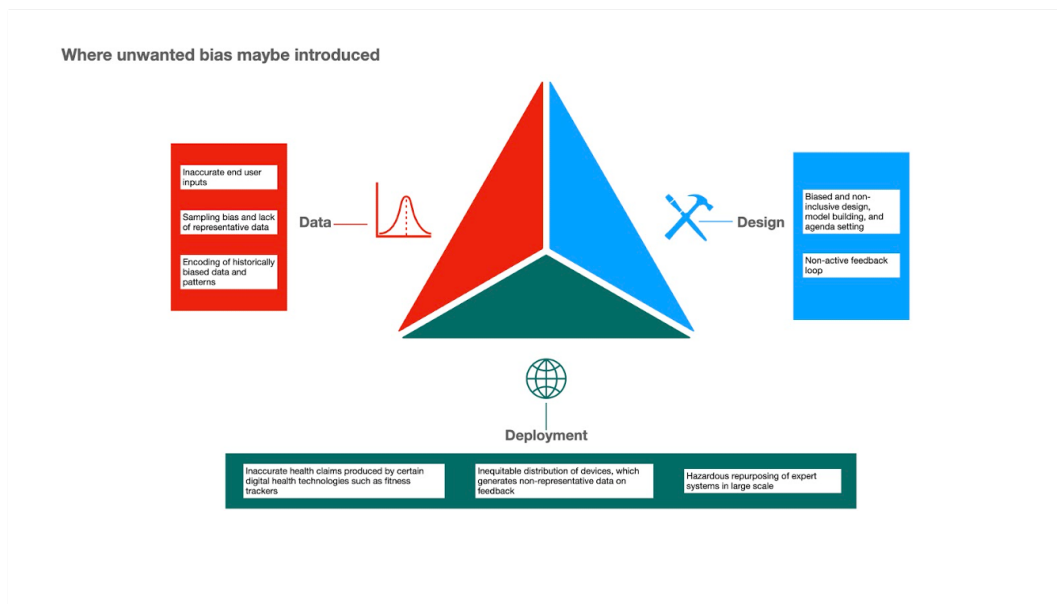 Where unwanted bias maybe introduced
Inaccurate end user
inputs
Sampling bias and lack
of representative data
Encoding of historically
biased data and
patterns
Data
Design
Biased and non-
inclusive design,
model building, and
agenda setting
Non-active feedback
loop
Deployment
Inaccurate health claims produced by certain
digital health technologies such as fitness
trackers
Inequitable distribution of devices, which
generates non-representative data on
feedback
Hazardous repurposing of expert
systems in large scale